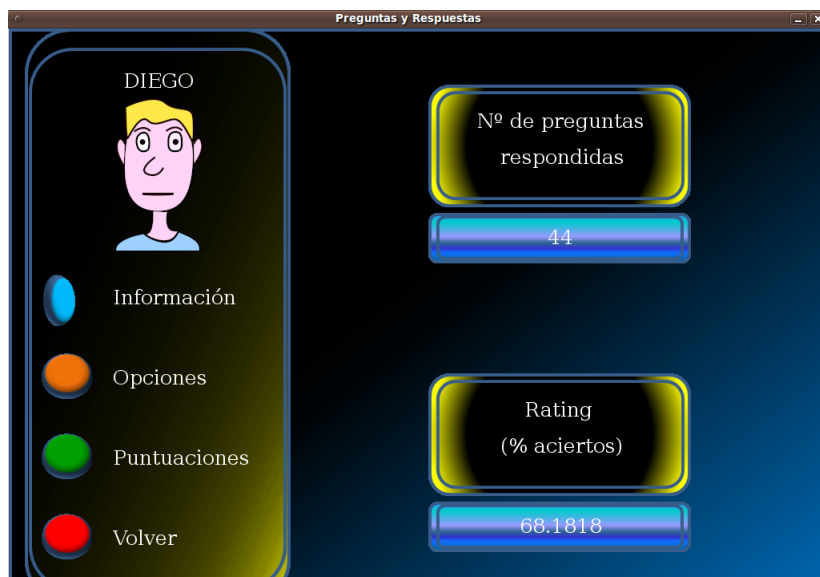 Preguntas y Respuestas
DIEGO
Información
Opciones
Puntuaciones
Volver
Nº de preguntas
respondidas
44
Rating
(% aciertos)
68.1818